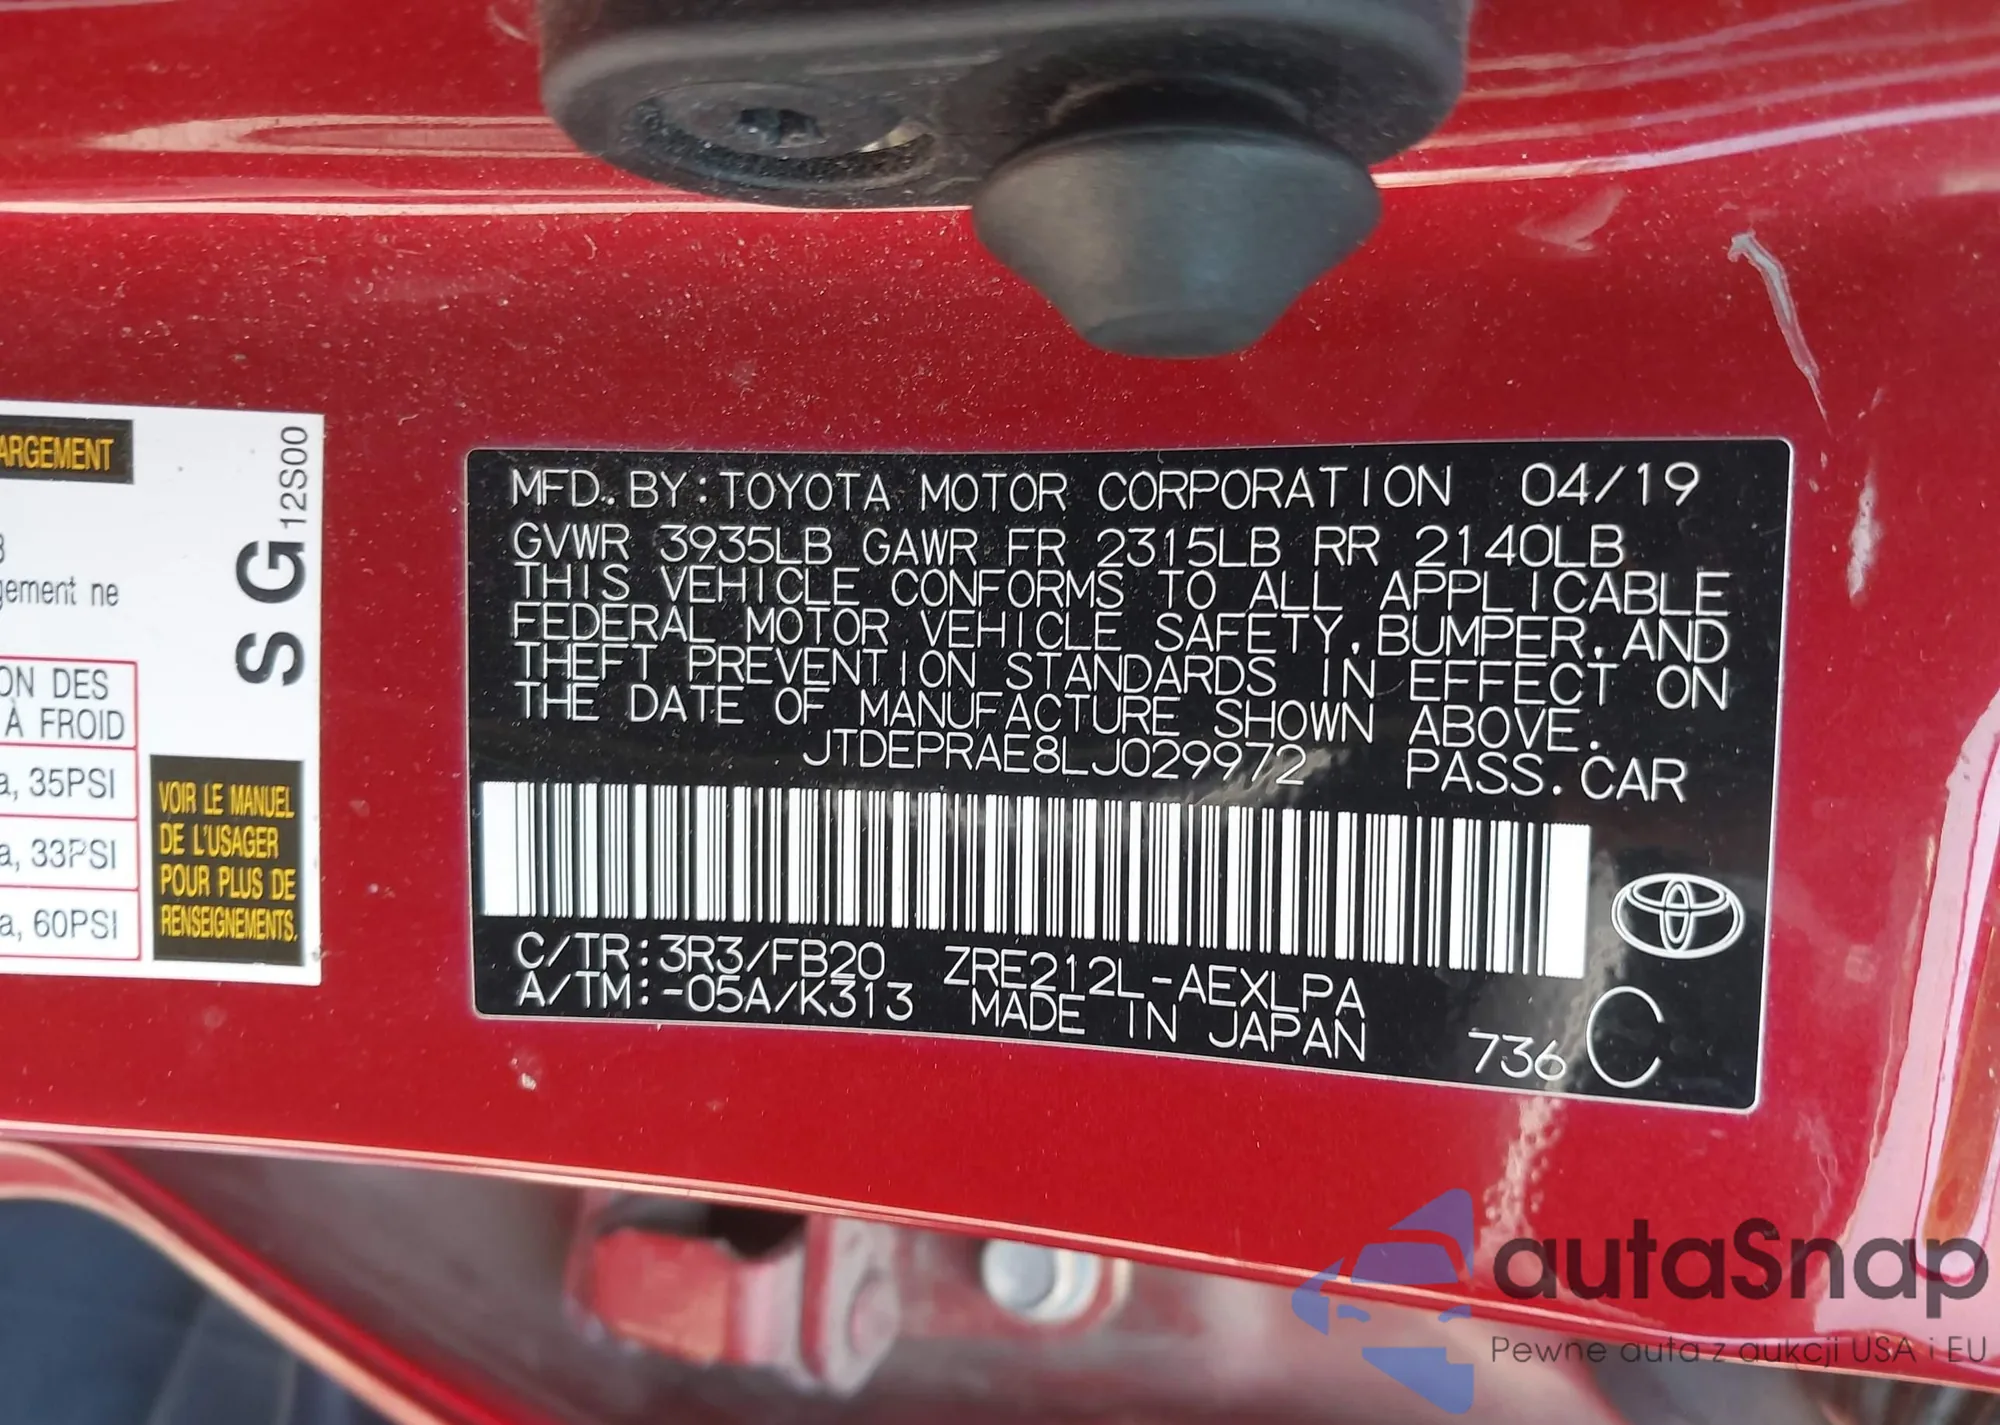 ARGEMENT
gement ne
ON DES
À FROID
a, 35PSI
a, 33PSI
a, 60PSI
S G 12S00
VOIR LE MANUEL
DE L'USAGER
POUR PLUS DE
RENSEIGNEMENTS.
MFD. BY:TOYOTA MOTOR CORPORATION 04/19
GVWR 3935LB GAWR FR 2315LB RR 2140LB
THIS VEHICLE CONFORMS TO ALL APPLICABLE
FEDERAL MOTOR VEHICLE SAFETY,BUMPER,AND
THEFT PREVENTION STANDARDS IN EFFECT ON
THE DATE OF MANUFACTURE SHOWN ABOVE.
JTDEPRAE8LJ029972 PASS.CAR
C/TR:3R3/FB20 ZRE212L-AEXLPA
A/TM:-05A/K313 MADE IN JAPAN 736 C
autaSnap
Pewne auta z aukcji USA i EU